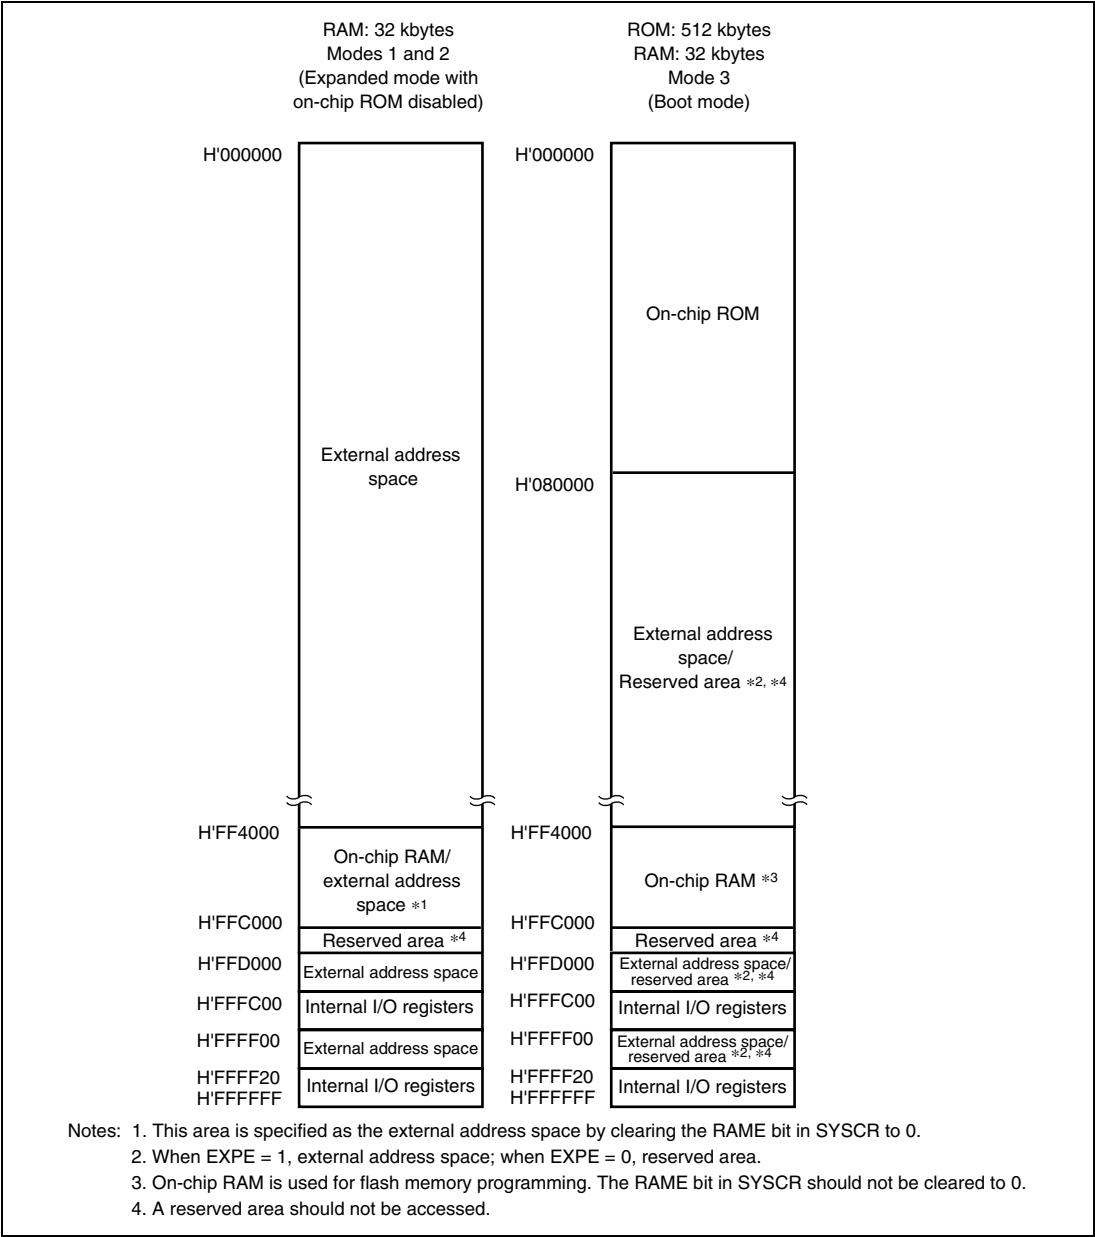 RAM: 32 kbytes
Modes 1 and 2
(Expanded mode with
on-chip ROM disabled)
ROM: 512 kbytes
RAM: 32 kbytes
Mode 3
(Boot mode)
H'000000
External address
space
H'FF4000
On-chip RAM/
external address
space *1
H'FFC000
Reserved area *4
H'FFD000
External address space
H'FFFC00
Internal I/O registers
H'FFFF00
External address space
H'FFFF20
Internal I/O registers
H'FFFFFF
H'000000
On-chip ROM
H'080000
External address
space/
Reserved area *2, *4
H'FF4000
On-chip RAM *3
H'FFC000
Reserved area *4
H'FFD000
External address space/
reserved area *2, *4
H'FFFC00
Internal I/O registers
H'FFFF00
External address space/
reserved area *2, *4
H'FFFF20
Internal I/O registers
H'FFFFFF
Notes: 1. This area is specified as the external address space by clearing the RAME bit in SYSCR to 0.
2. When EXPE = 1, external address space; when EXPE = 0, reserved area.
3. On-chip RAM is used for flash memory programming. The RAME bit in SYSCR should not be cleared to 0.
4. A reserved area should not be accessed.